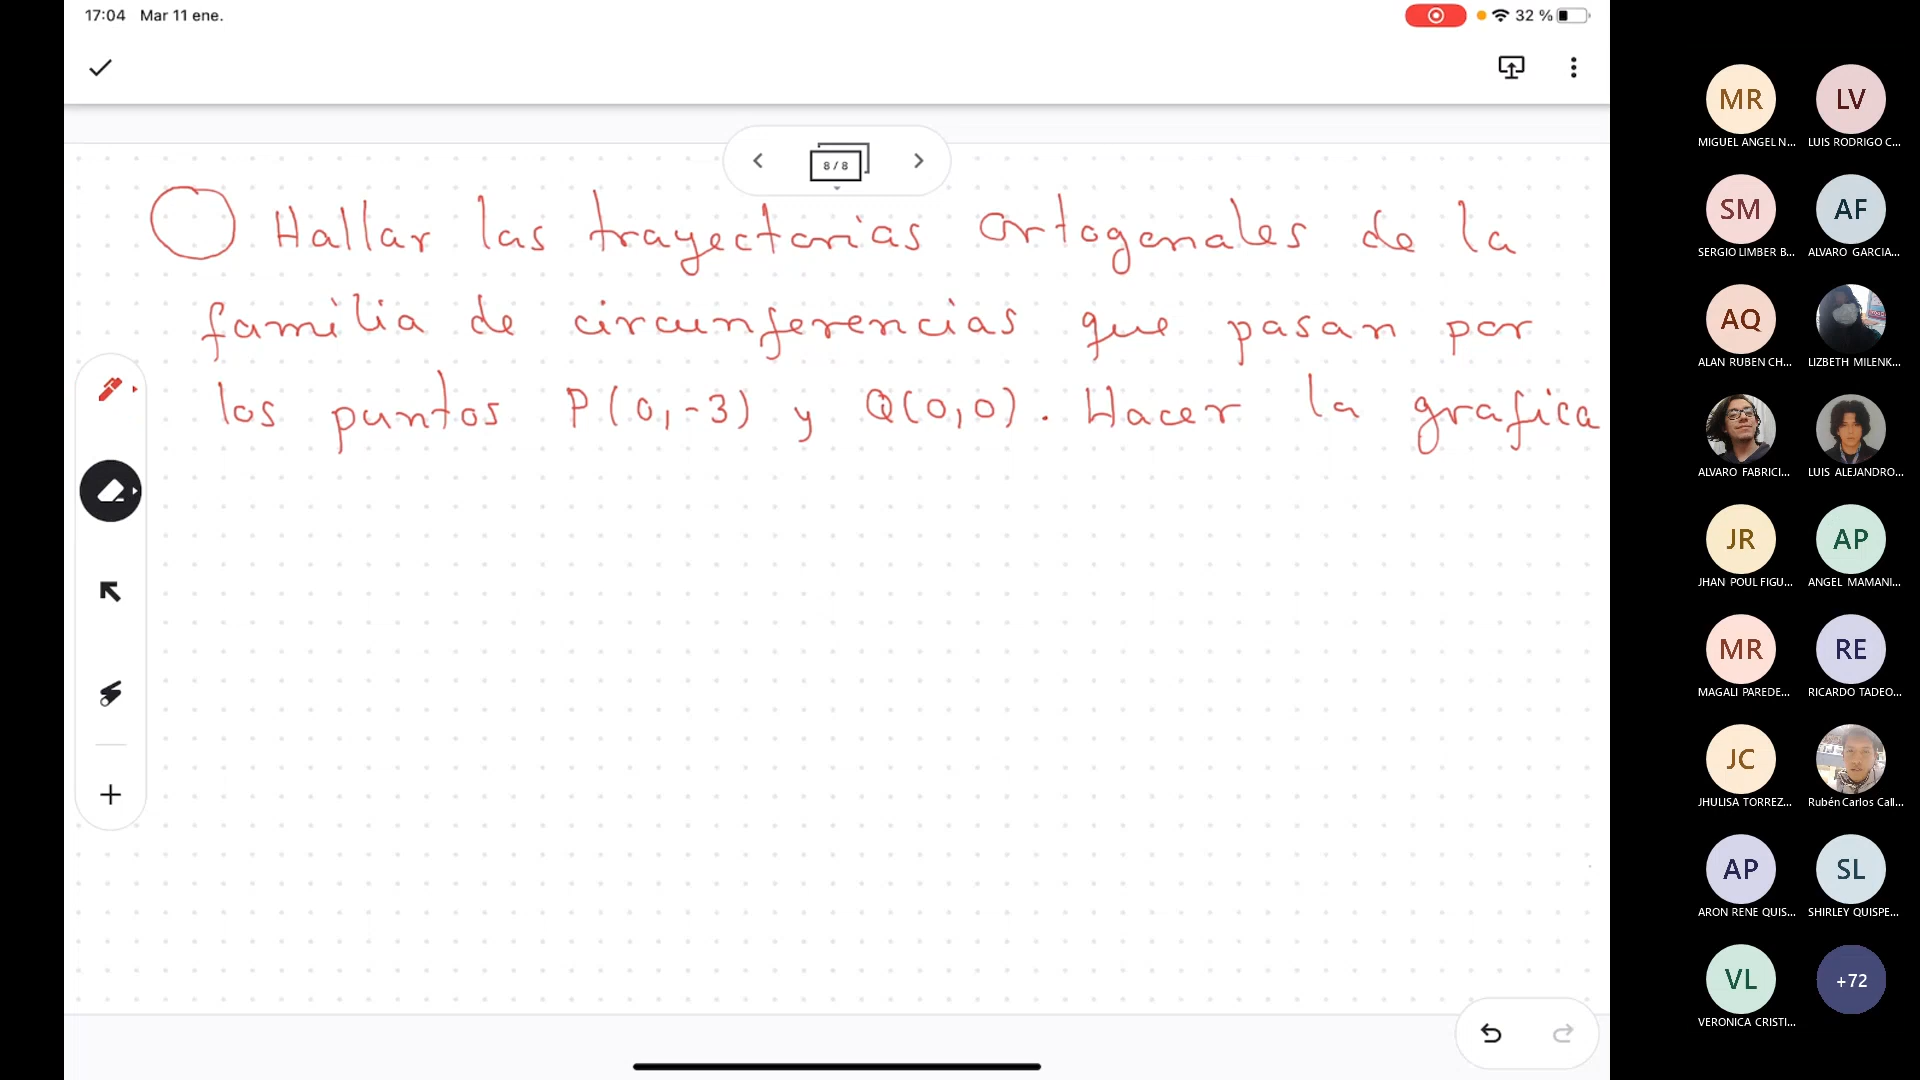 17:04 Mar 11 ene.
32 %
8 / 8
Hallar las trayectorias ortogonales de la
familia de circunferencias que pasan por
los puntos P(0,-3) y Q(0,0). Hacer la grafica
MR LV
MIGUEL ANGEL N... LUIS RODRIGO C...
SM AF
SERGIO LIMBER B... ALVARO GARCIA...
AQ
ALAN RUBEN CH... LIZBETH MILENK...
ALVARO FABRICI... LUIS ALEJANDRO...
JR AP
JHAN POUL FIGU... ANGEL MAMANI...
MR RE
MAGALI PAREDE... RICARDO TADEO...
JC
JHULISA TORREZ... Rubén Carlos Call...
AP SL
ARON RENE QUIS... SHIRLEY QUISPE...
VL +72
VERONICA CRISTI...